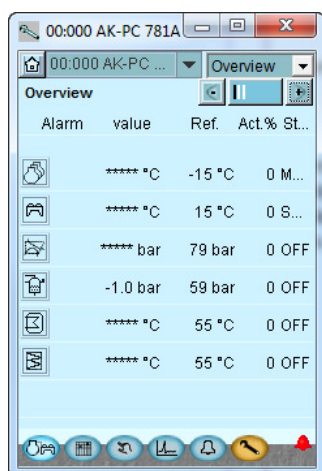 00:000 AK-PC 781A
00:000 AK-PC ... Overview
Overview
Alarm value Ref. Act.% St...
***** °C -15 °C 0 M...
***** °C 15 °C 0 S...
***** bar 79 bar 0 OFF
-1.0 bar 59 bar 0 OFF
***** °C 55 °C 0 OFF
***** °C 55 °C 0 OFF